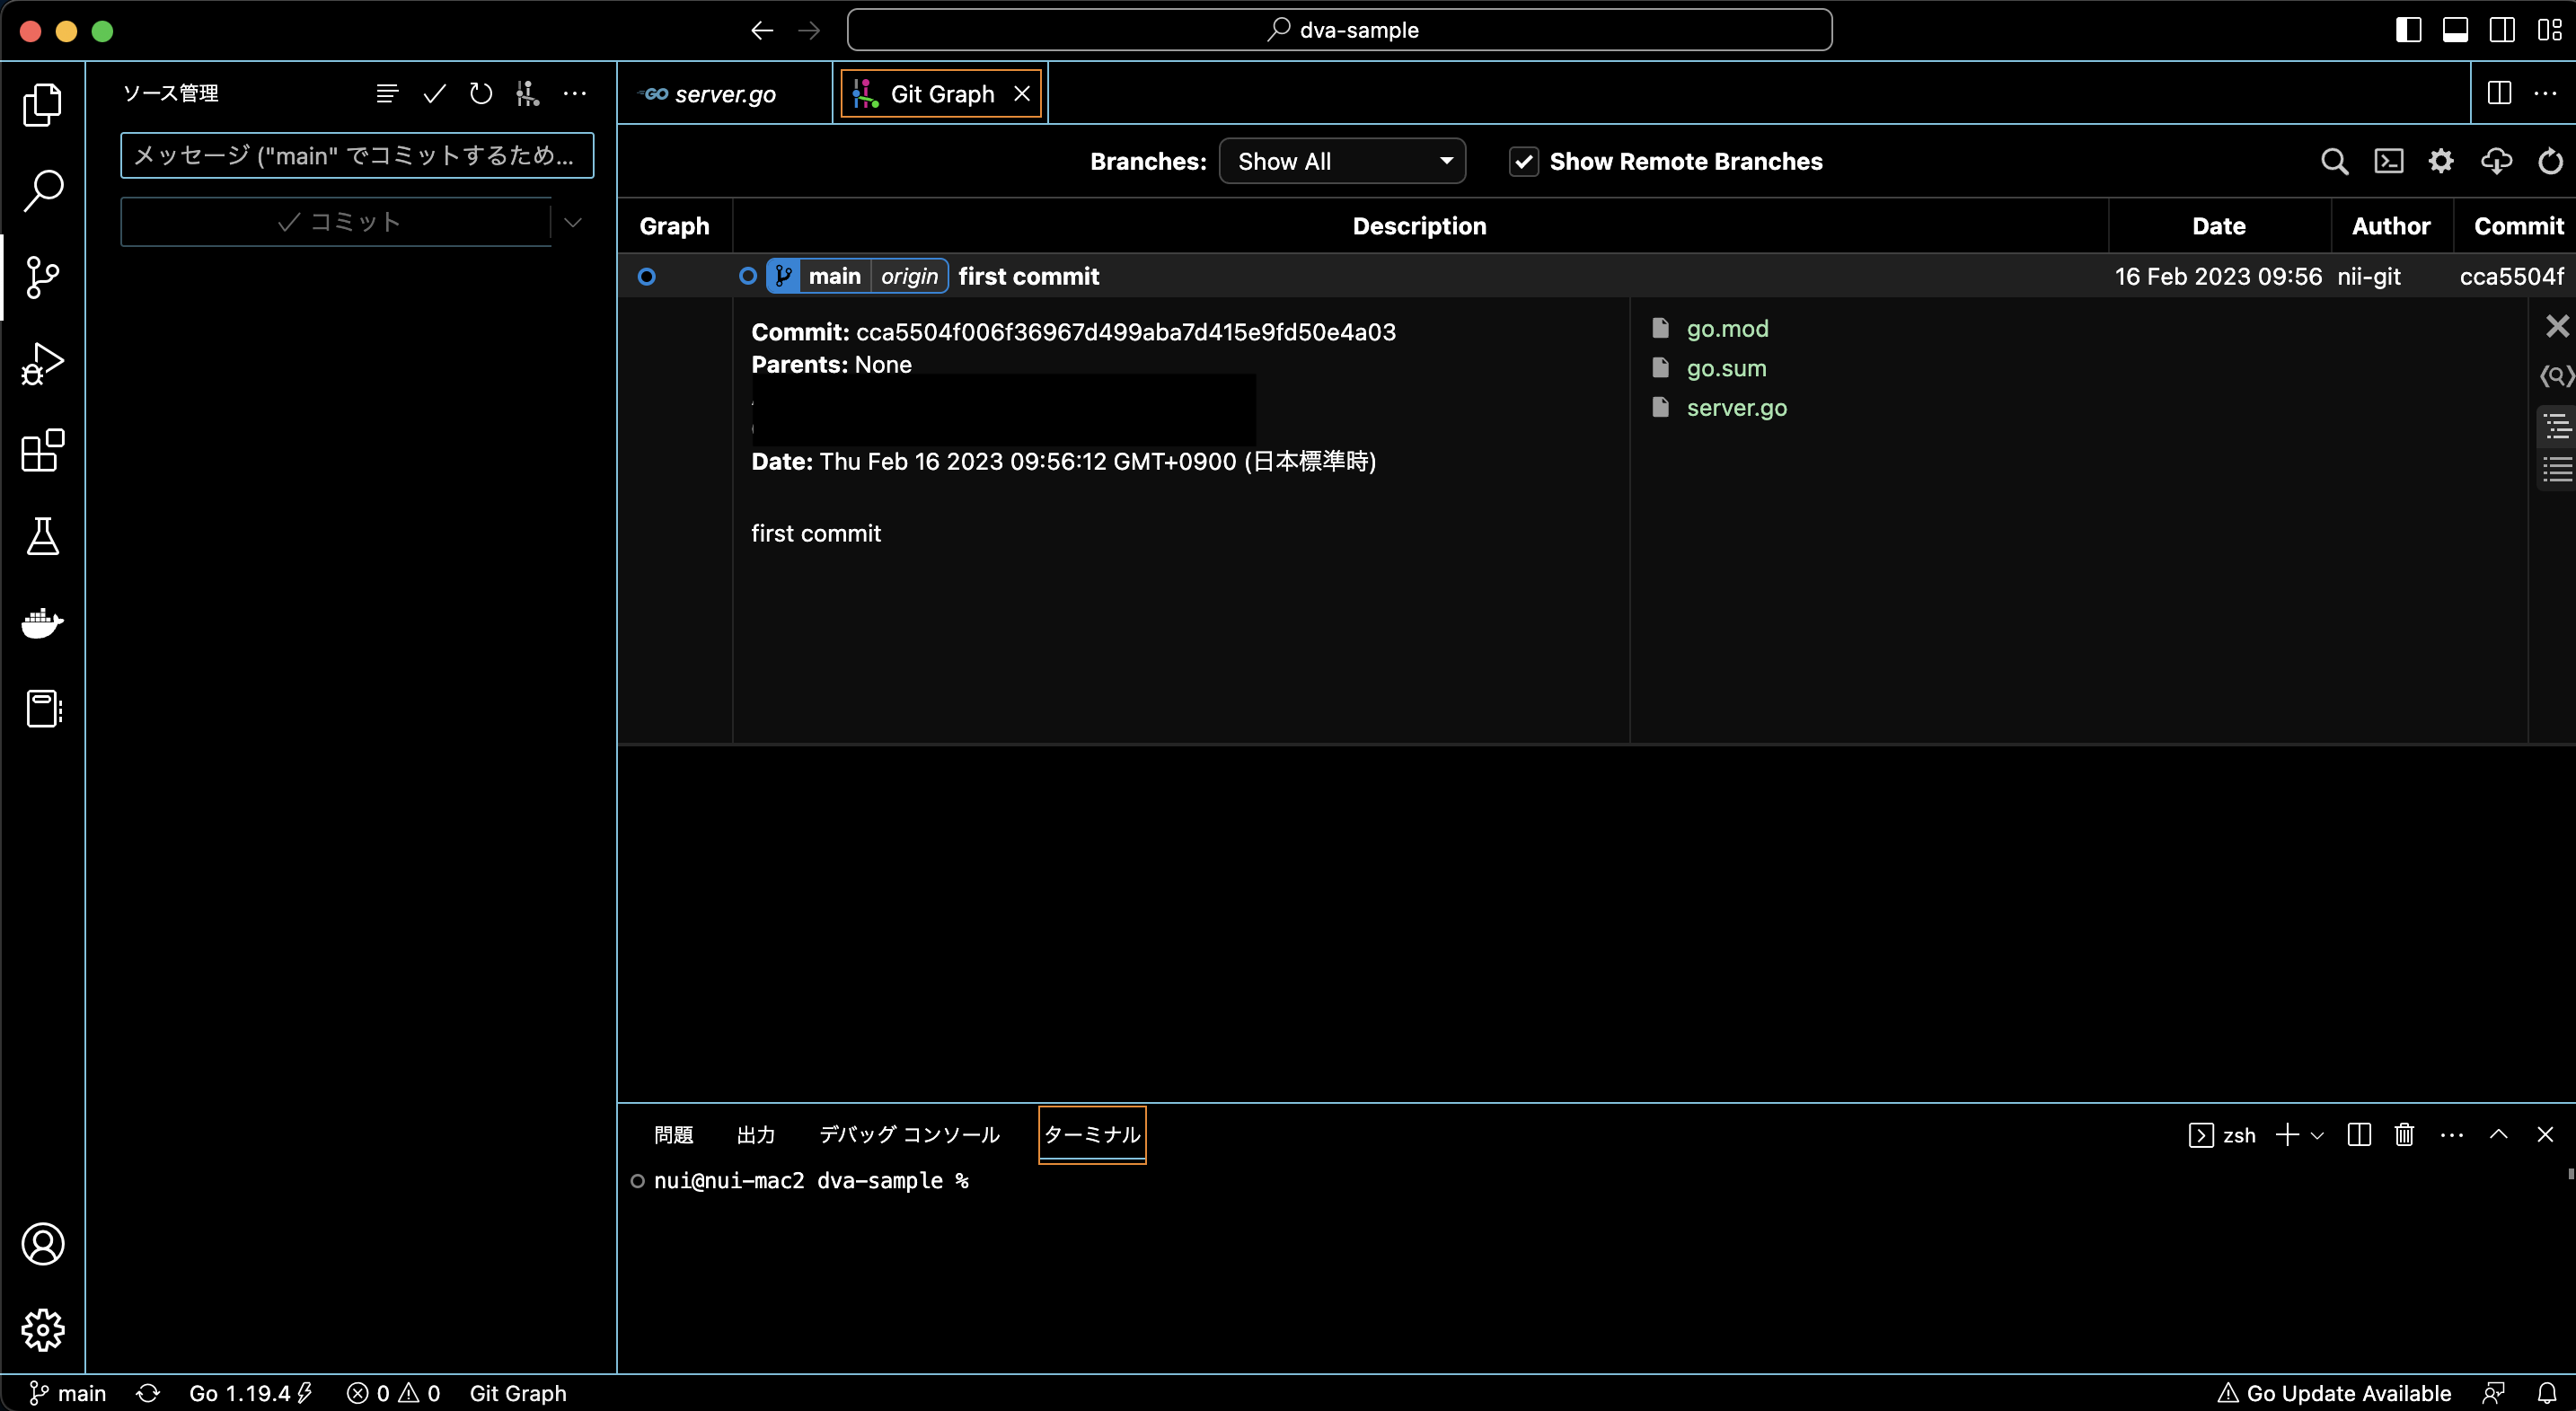 dva-sample
ソース管理
メッセージ ("main" でコミットするため...
コミット
GO server.go
Git Graph
Branches: Show All Show Remote Branches
Graph Description Date Author Commit
main origin first commit 16 Feb 2023 09:56 nii-git cca5504f
Commit: cca5504f006f36967d499aba7d415e9fd50e4a03
Parents: None
Date: Thu Feb 16 2023 09:56:12 GMT+0900 (日本標準時)
first commit
go.mod
go.sum
server.go
問題 出力 デバッグ コンソール ターミナル zsh
nui@nui-mac2 dva-sample %
main Go 1.19.4 0 0 Git Graph Go Update Available